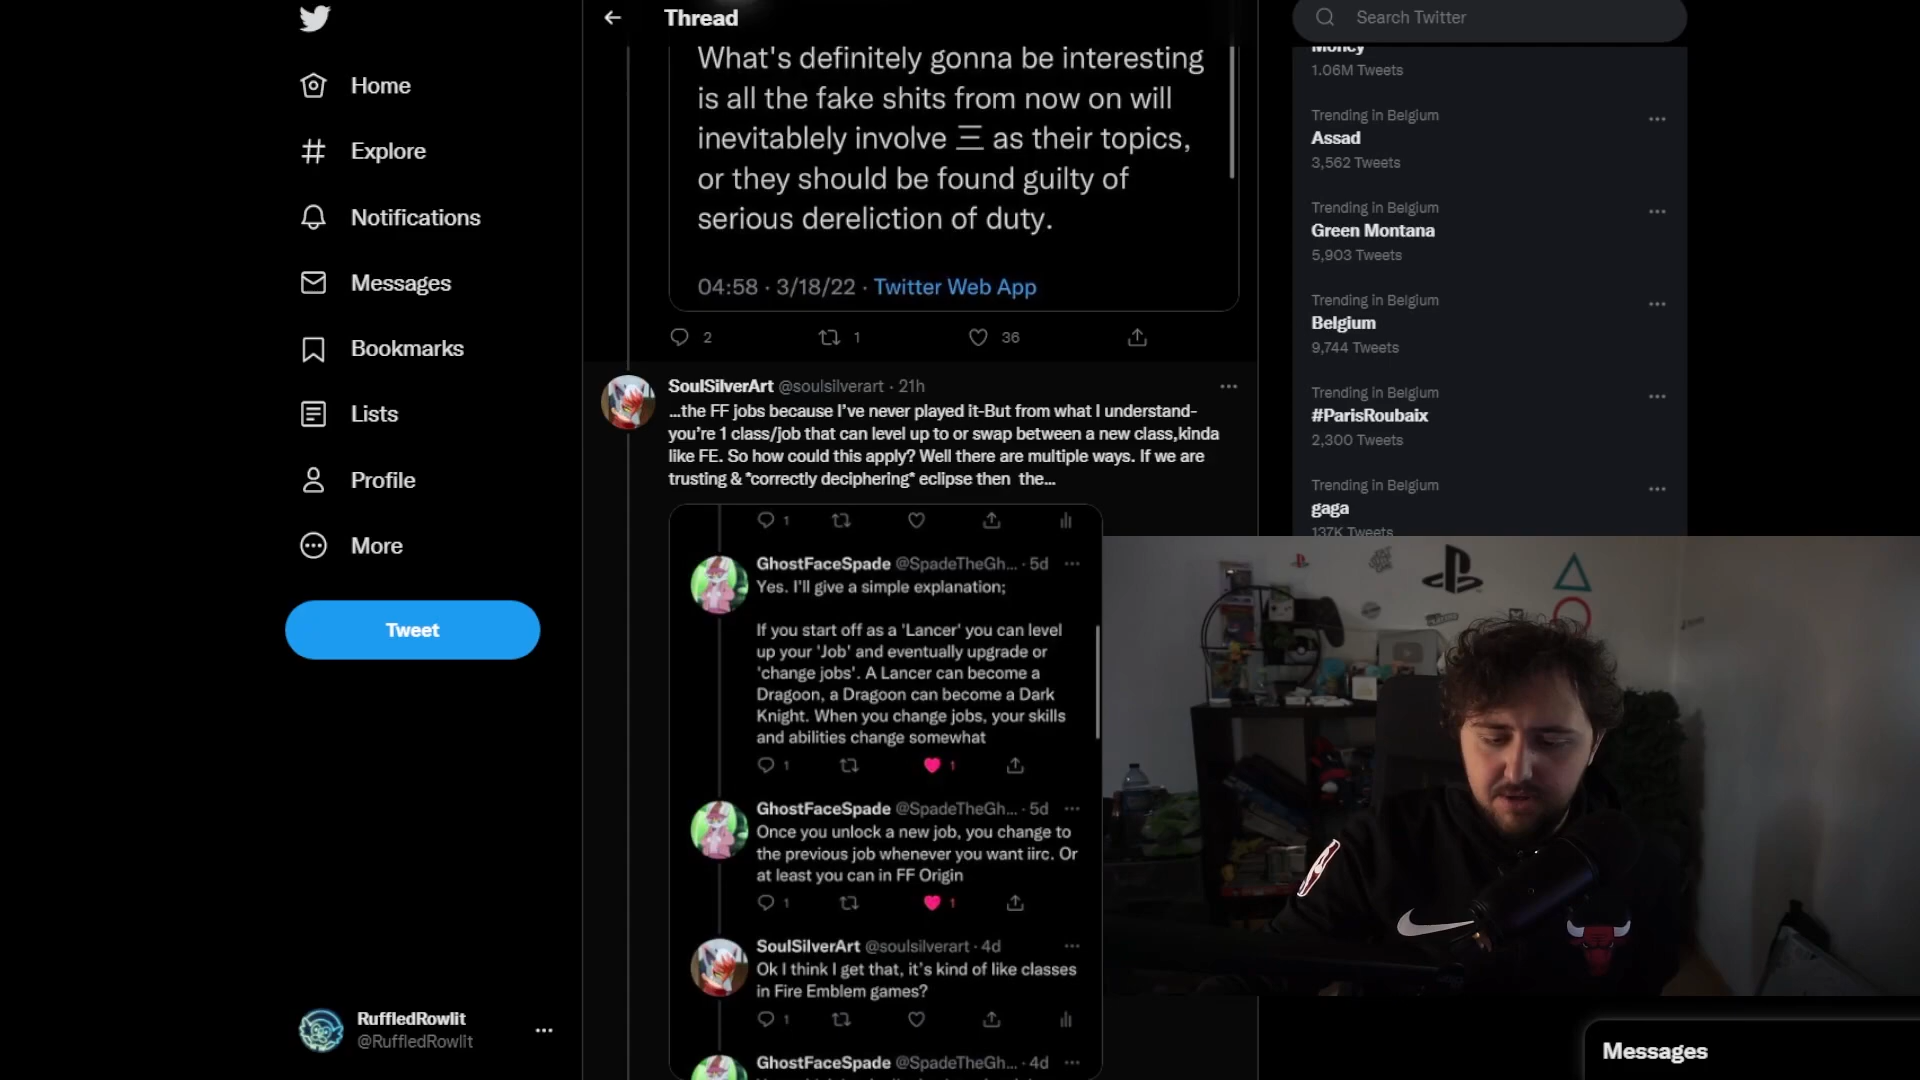 Home
Explore
Notifications
Messages
Bookmarks
Lists
Profile
More
Tweet
RuffledRowlit
@RuffledRowlit
Thread
What's definitely gonna be interesting
is all the fake shits from now on will
inevitablely involve 三 as their topics,
or they should be found guilty of
serious dereliction of duty.
04:58 · 3/18/22 · Twitter Web App
2 1 36
SoulSilverArt @soulsilverart · 21h
...the FF jobs because I've never played it-But from what I understand-
you're 1 class/job that can level up to or swap between a new class,kinda
like FE. So how could this apply? Well there are multiple ways. If we are
trusting & *correctly deciphering* eclipse then the...
1
GhostFaceSpade @SpadeTheGh... · 5d
Yes. I'll give a simple explanation;
If you start off as a 'Lancer' you can level
up your 'Job' and eventually upgrade or
'change jobs'. A Lancer can become a
Dragoon, a Dragoon can become a Dark
Knight. When you change jobs, your skills
and abilities change somewhat
1 1
GhostFaceSpade @SpadeTheGh... · 5d
Once you unlock a new job, you change to
the previous job whenever you want iirc. Or
at least you can in FF Origin
1 1
SoulSilverArt @soulsilverart · 4d
Ok I think I get that, it's kind of like classes
in Fire Emblem games?
1
GhostFaceSpade @SpadeTheGh... · 4d
Search Twitter
Money
1.06M Tweets
Trending in Belgium
Assad
3,562 Tweets
Trending in Belgium
Green Montana
5,903 Tweets
Trending in Belgium
Belgium
9,744 Tweets
Trending in Belgium
#ParisRoubaix
2,300 Tweets
Trending in Belgium
gaga
137K Tweets
Messages